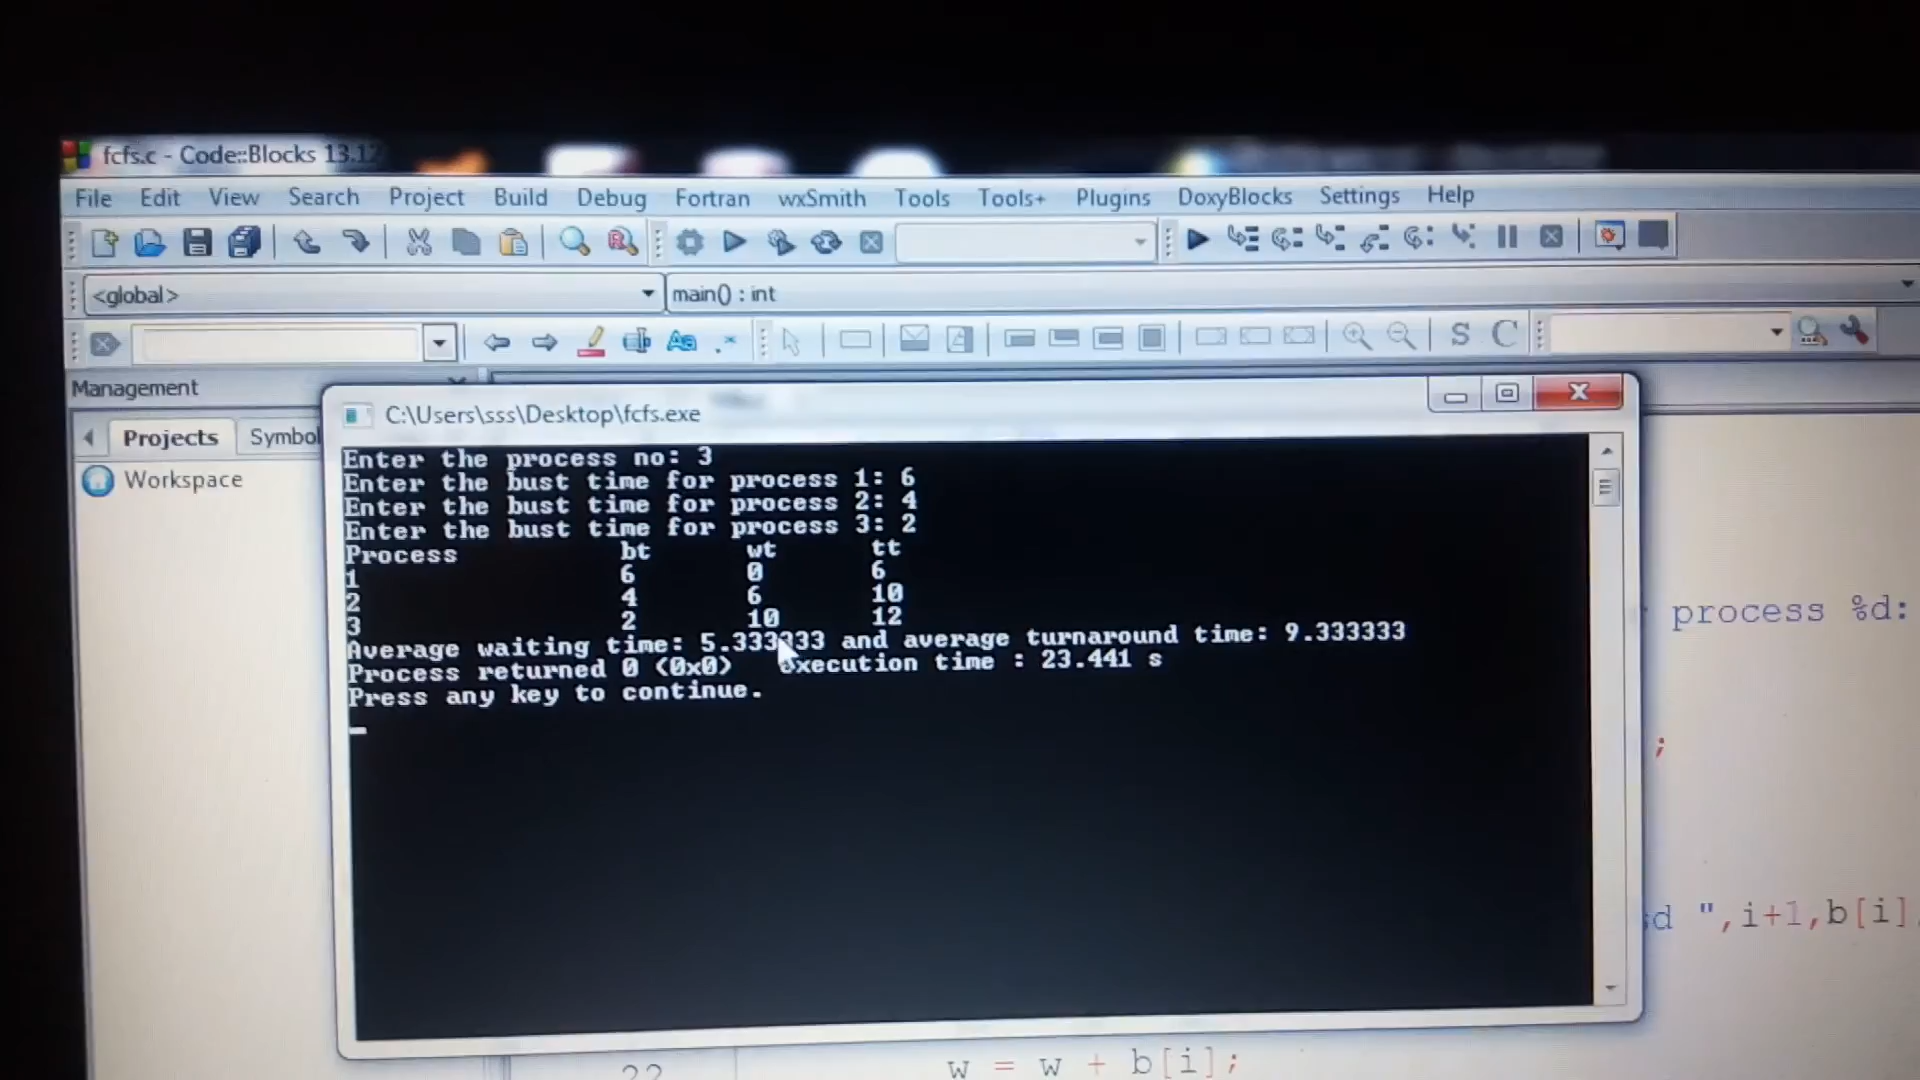 fcfs.c - Code::Blocks 13.12
File Edit View Search Project Build Debug Fortran wxSmith Tools Tools+ Plugins DoxyBlocks Settings Help
<global> main() : int
S C
Management
Projects Symbol
Workspace
C:\Users\sss\Desktop\fcfs.exe
Enter the process no: 3
Enter the bust time for process 1: 6
Enter the bust time for process 2: 4
Enter the bust time for process 3: 2
Process bt wt tt
1 6 0 6
2 4 6 10
3 2 10 12
Average waiting time: 5.333333 and average turnaround time: 9.333333
Process returned 0 (0x0) execution time : 23.441 s
Press any key to continue.
process %d:
;
d ",i+1,b[i]
22 w = w + b[i];